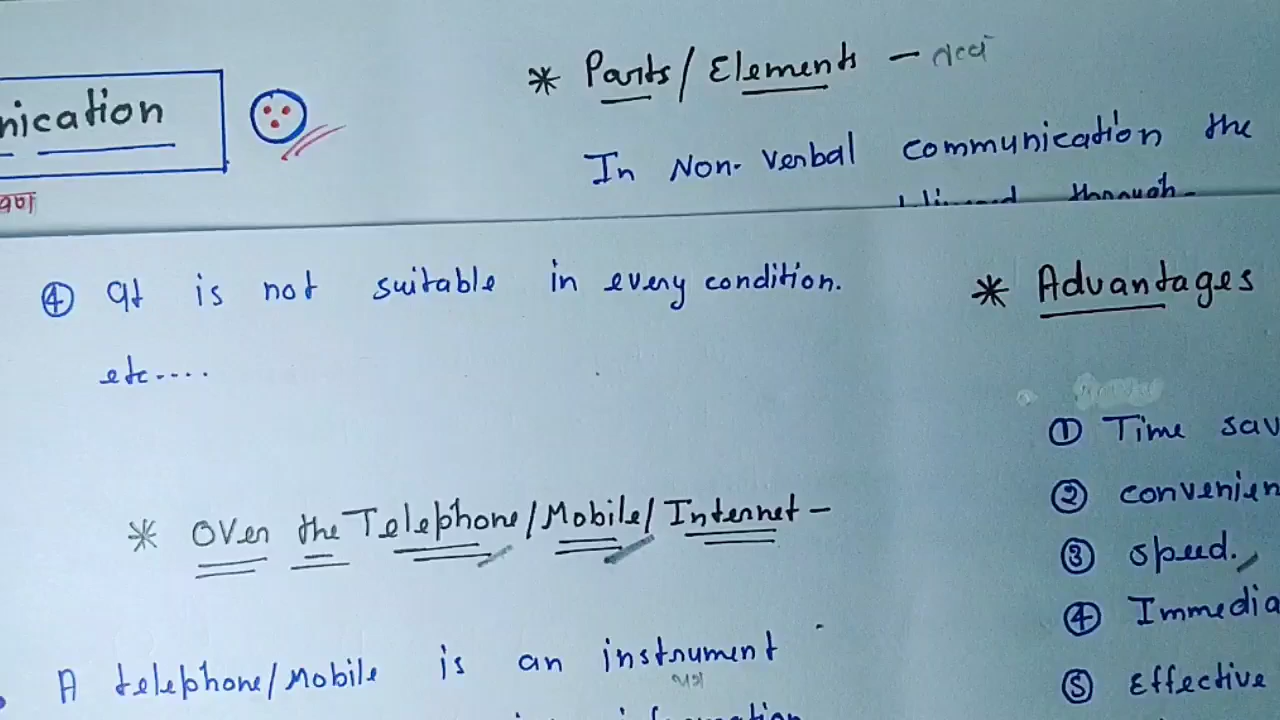 nication
* Parts/Elements –
In Non-Verbal communication the
through
④ It is not suitable in every condition.
etc....
* Over the Telephone/Mobile/Internet –
A telephone/Mobile is an instrument
* Advantages
① Time sav
② convenien
③ speed.
④ Immedia
⑤ Effective